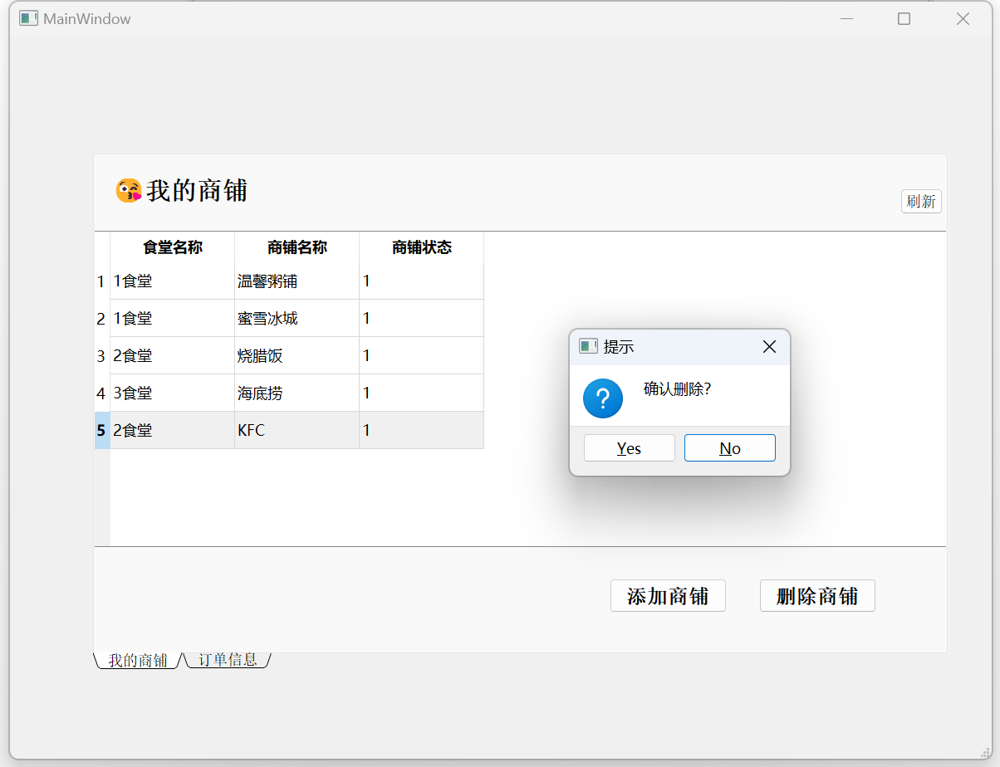 MainWindow
😘我的商铺
刷新
食堂名称 商铺名称 商铺状态
1 1食堂 温馨粥铺 1
2 1食堂 蜜雪冰城 1
3 2食堂 烧腊饭 1
4 3食堂 海底捞 1
5 2食堂 KFC 1
提示
确认删除?
Yes No
添加商铺 删除商铺
我的商铺 订单信息